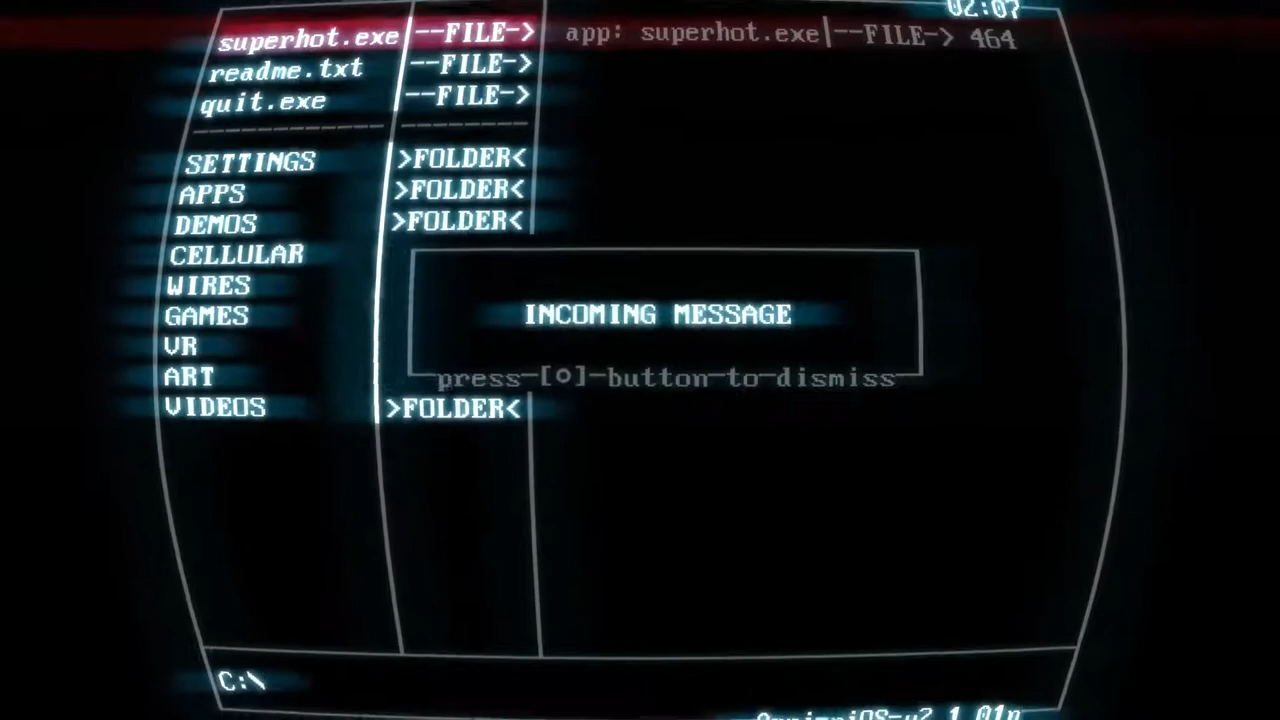 02:07
superhot.exe --FILE-> app: superhot.exe --FILE-> 464
readme.txt --FILE->
quit.exe --FILE->
SETTINGS >FOLDER<
APPS >FOLDER<
DEMOS >FOLDER<
CELLULAR
WIRES
GAMES
INCOMING MESSAGE
VR
ART
press-[O]-button-to-dismiss
VIDEOS >FOLDER<
C:\